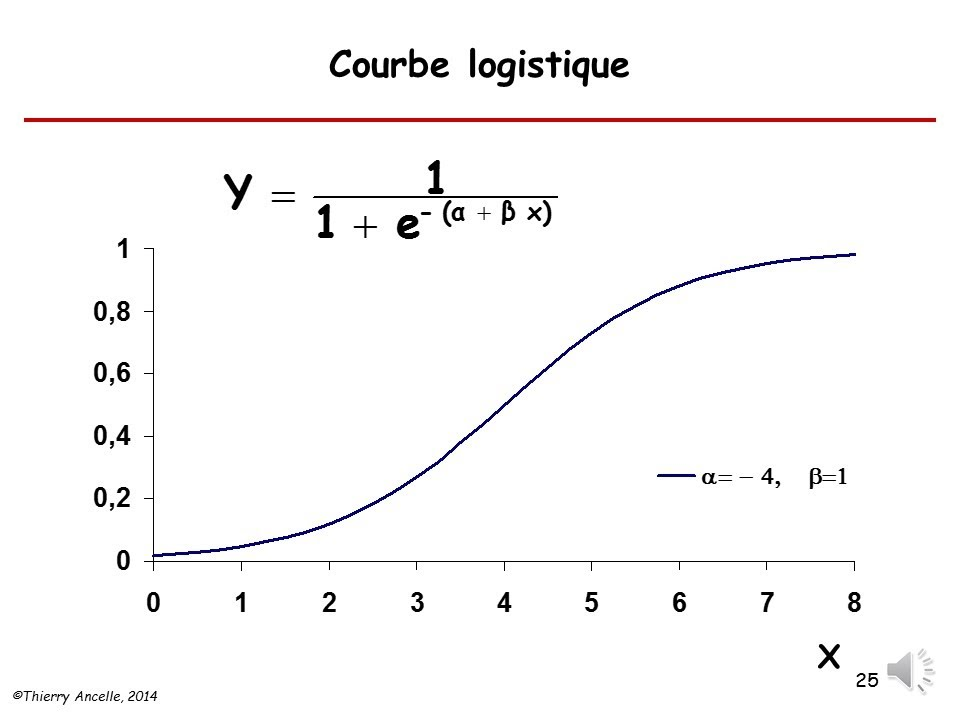 Courbe logistique
Y = 1
1 + e- (α + β x)
1
0,8
0,6
0,4
0,2
0
α= − 4, β=1
0 1 2 3 4 5 6 7 8
x
25
©Thierry Ancelle, 2014